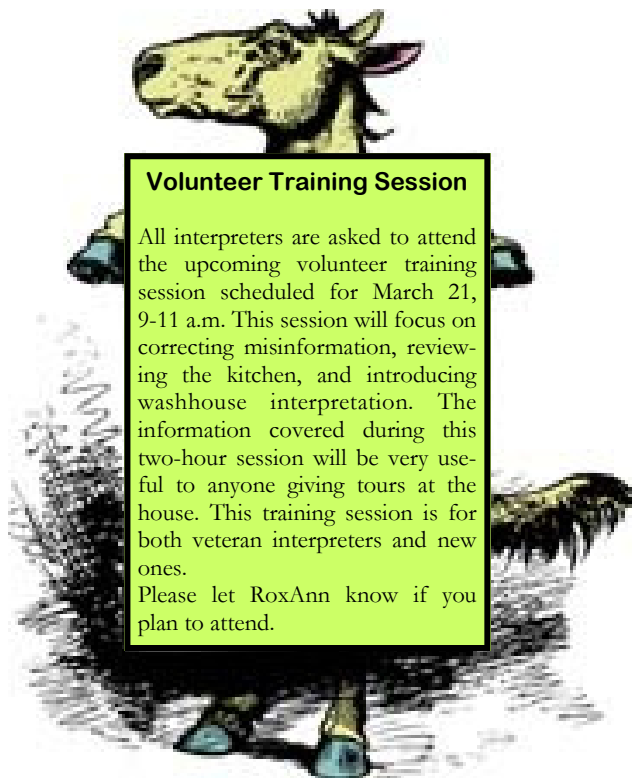 Volunteer Training Session
All interpreters are asked to attend
the upcoming volunteer training
session scheduled for March 21,
9-11 a.m. This session will focus on
correcting misinformation, review-
ing the kitchen, and introducing
washhouse interpretation. The
information covered during this
two-hour session will be very use-
ful to anyone giving tours at the
house. This training session is for
both veteran interpreters and new
ones.
Please let RoxAnn know if you
plan to attend.